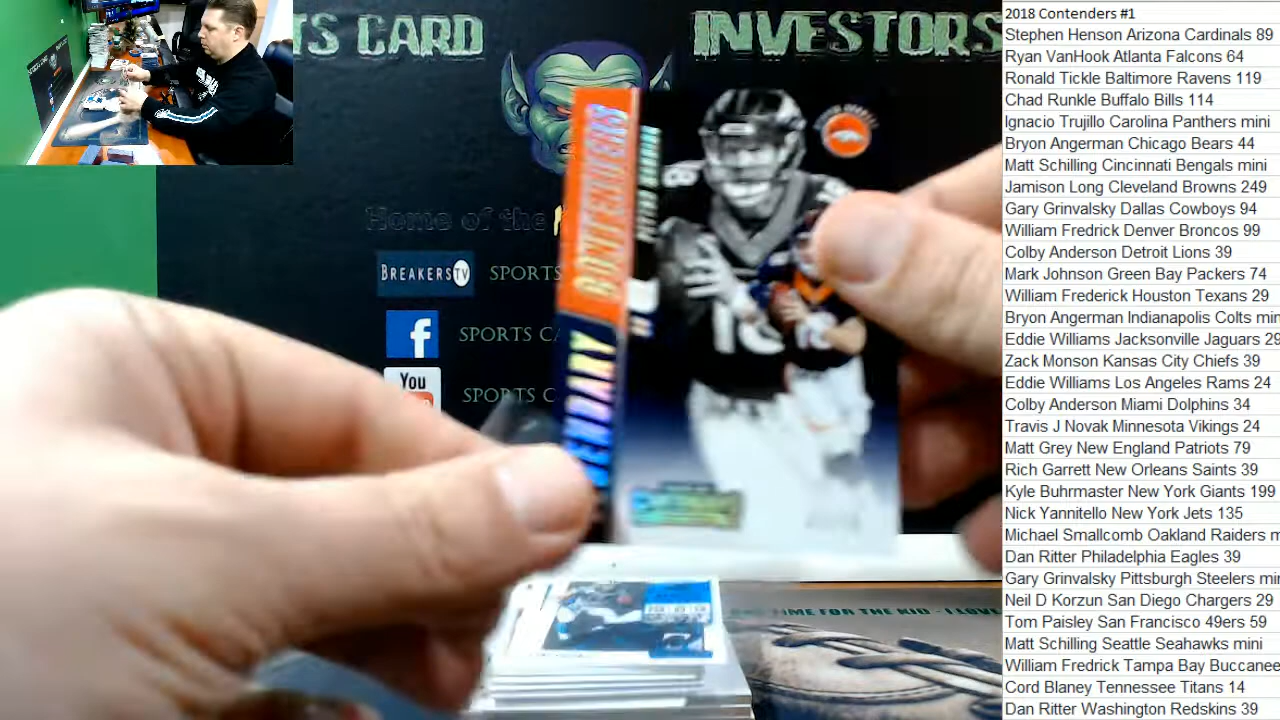 TS CARD INVESTORS
Home of the
BREAKERSTV SPORTS
f SPORTS CA
You SPORTS C
CONTENDERS
18
TIME FOR THE KID - I LOVE
2018 Contenders #1
Stephen Henson Arizona Cardinals 89
Ryan VanHook Atlanta Falcons 64
Ronald Tickle Baltimore Ravens 119
Chad Runkle Buffalo Bills 114
Ignacio Trujillo Carolina Panthers mini
Bryon Angerman Chicago Bears 44
Matt Schilling Cincinnati Bengals mini
Jamison Long Cleveland Browns 249
Gary Grinvalsky Dallas Cowboys 94
William Fredrick Denver Broncos 99
Colby Anderson Detroit Lions 39
Mark Johnson Green Bay Packers 74
William Frederick Houston Texans 29
Bryon Angerman Indianapolis Colts min
Eddie Williams Jacksonville Jaguars 29
Zack Monson Kansas City Chiefs 39
Eddie Williams Los Angeles Rams 24
Colby Anderson Miami Dolphins 34
Travis J Novak Minnesota Vikings 24
Matt Grey New England Patriots 79
Rich Garrett New Orleans Saints 39
Kyle Buhrmaster New York Giants 199
Nick Yannitello New York Jets 135
Michael Smallcomb Oakland Raiders m
Dan Ritter Philadelphia Eagles 39
Gary Grinvalsky Pittsburgh Steelers mi
Neil D Korzun San Diego Chargers 29
Tom Paisley San Francisco 49ers 59
Matt Schilling Seattle Seahawks mini
William Fredrick Tampa Bay Buccanee
Cord Blaney Tennessee Titans 14
Dan Ritter Washington Redskins 39